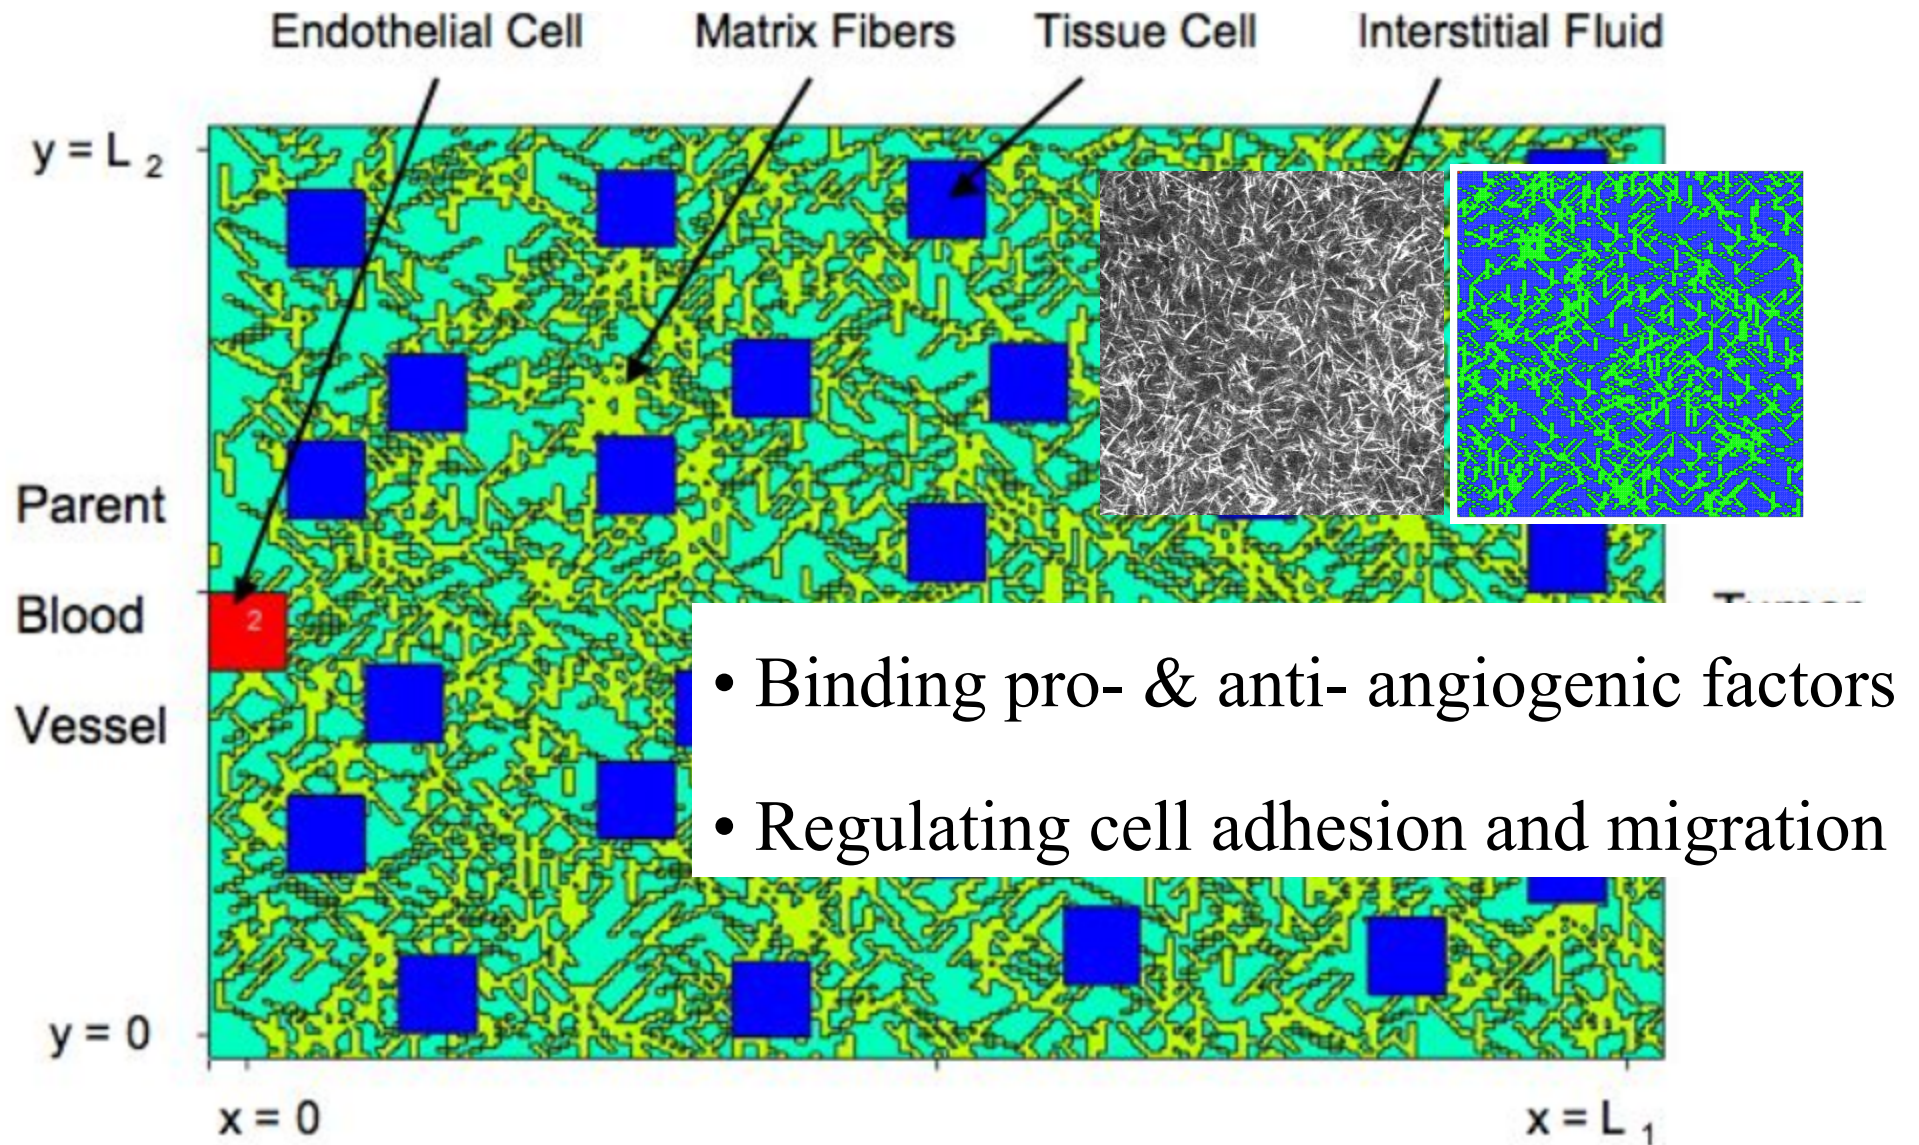 Endothelial Cell Matrix Fibers Tissue Cell Interstitial Fluid
y = L 2
Parent
Blood
Vessel
2
• Binding pro- & anti- angiogenic factors
• Regulating cell adhesion and migration
y = 0
x = 0 x = L 1